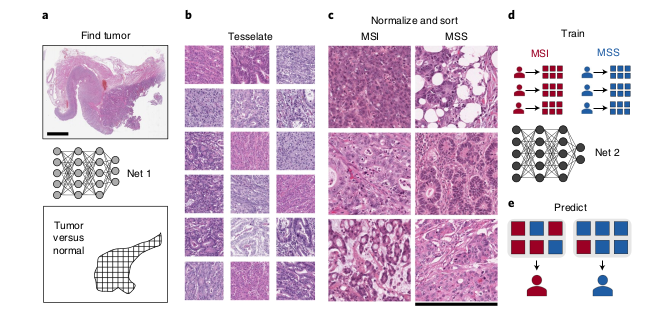 a
Find tumor
Net 1
Tumor
versus
normal
b
Tesselate
c
Normalize and sort
MSI
MSS
d
Train
MSI
MSS
Net 2
e
Predict